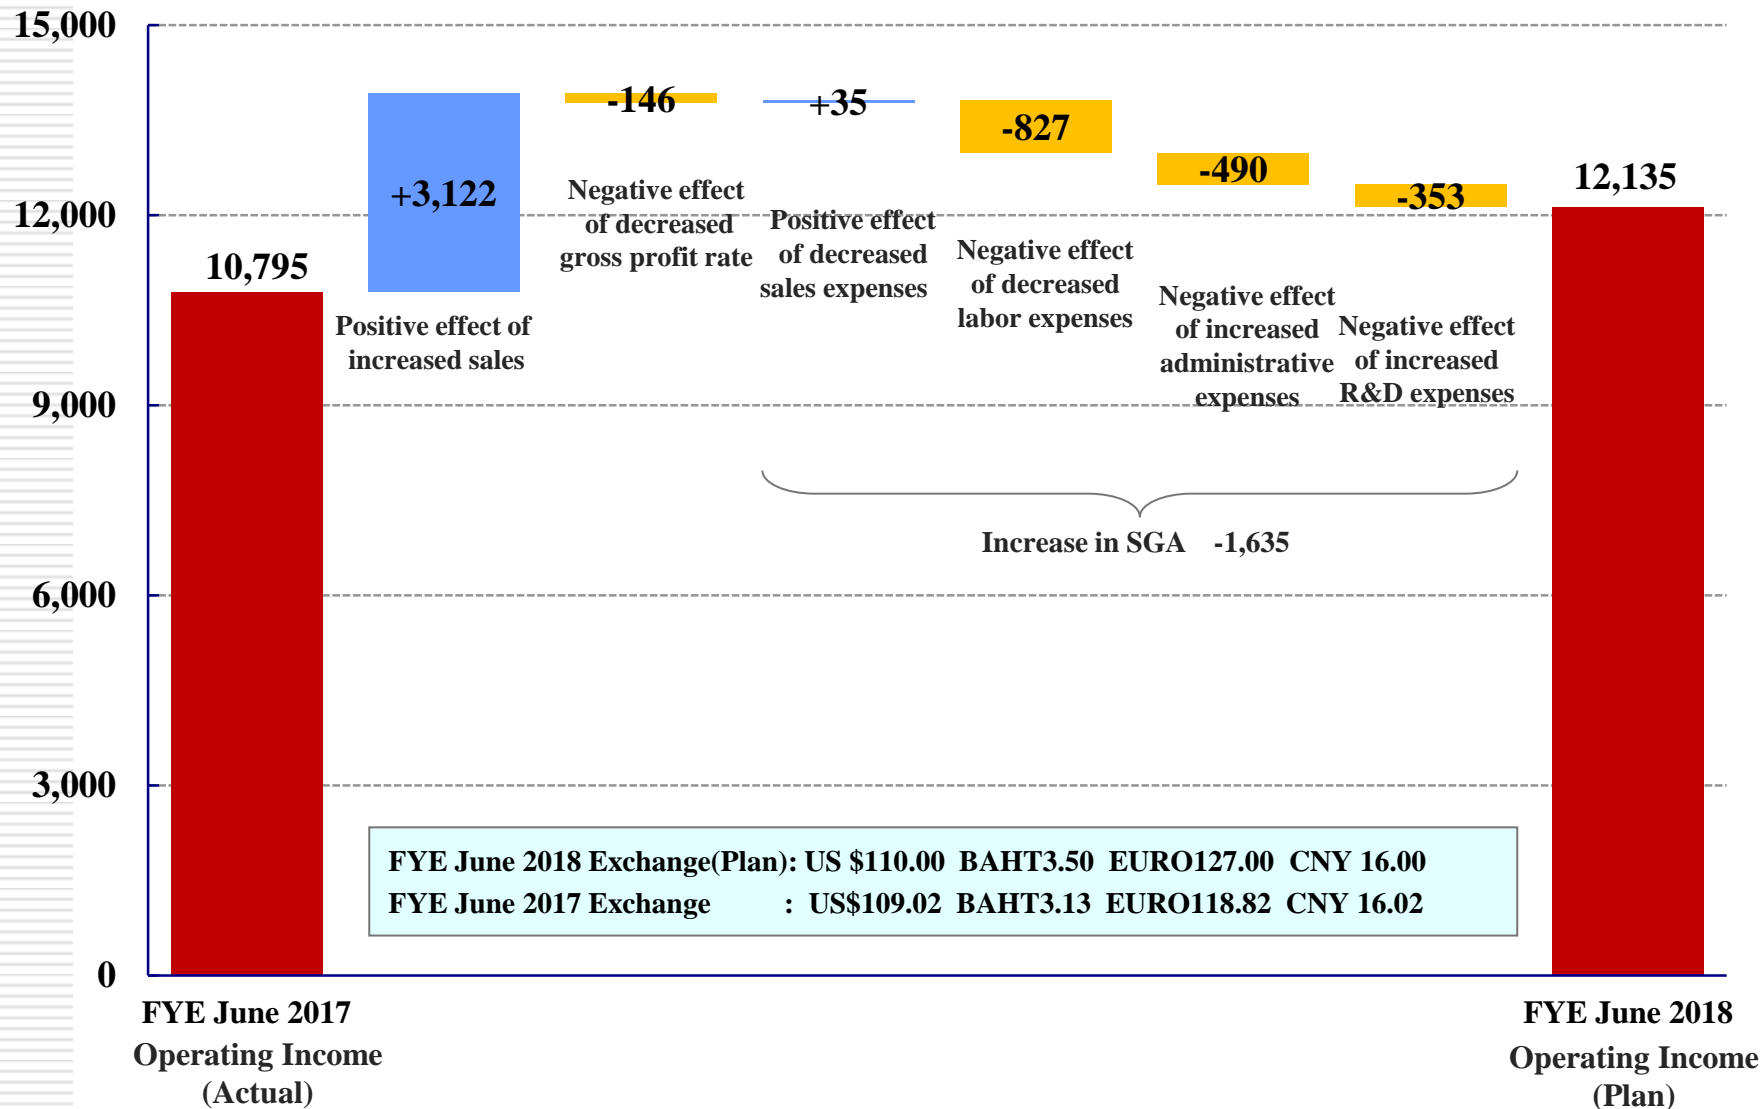 15,000
12,000
9,000
6,000
3,000
0
10,795
+3,122
-146
+35
-827
-490
-353
12,135
Positive effect of
increased sales
Negative effect
of decreased
gross profit rate
Positive effect
of decreased
sales expenses
Negative effect
of decreased
labor expenses
Negative effect
of increased
administrative
expenses
Negative effect
of increased
R&D expenses
Increase in SGA -1,635
FYE June 2018 Exchange(Plan): US $110.00 BAHT3.50 EURO127.00 CNY 16.00
FYE June 2017 Exchange : US$109.02 BAHT3.13 EURO118.82 CNY 16.02
FYE June 2017
Operating Income
(Actual)
FYE June 2018
Operating Income
(Plan)